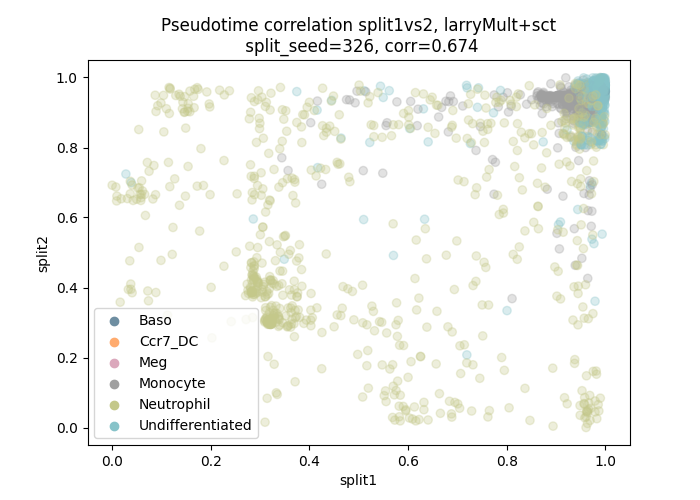 Pseudotime correlation split1vs2, larryMult+sct
split_seed=326, corr=0.674
1.0
0.8
0.6
0.4
0.2
0.0
split2
Baso
Ccr7_DC
Meg
Monocyte
Neutrophil
Undifferentiated
0.0 0.2 0.4 0.6 0.8 1.0
split1